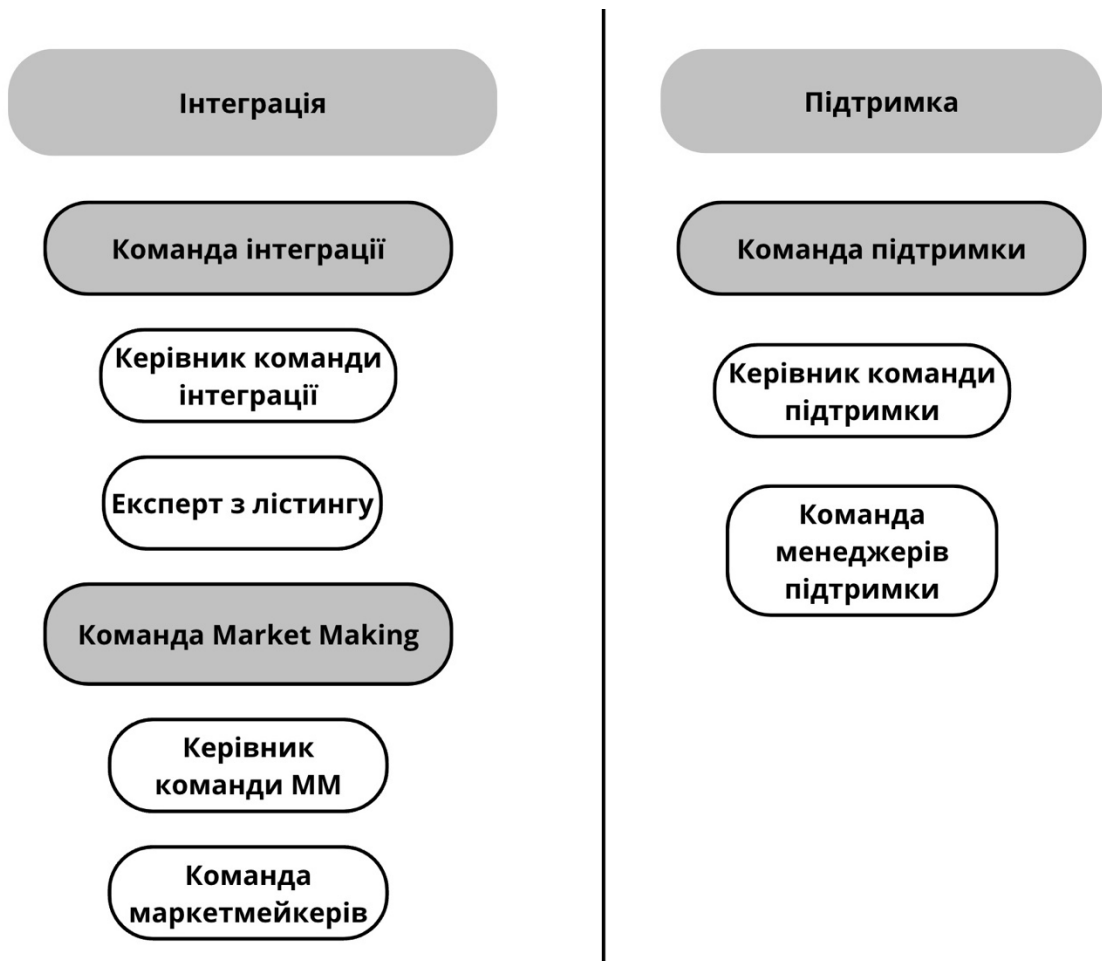 Інтеграція
Команда інтеграції
Керівник команди
інтеграції
Експерт з лістингу
Команда Market Making
Керівник
команди ММ
Команда
маркетмейкерів
Підтримка
Команда підтримки
Керівник команди
підтримки
Команда
менеджерів
підтримки